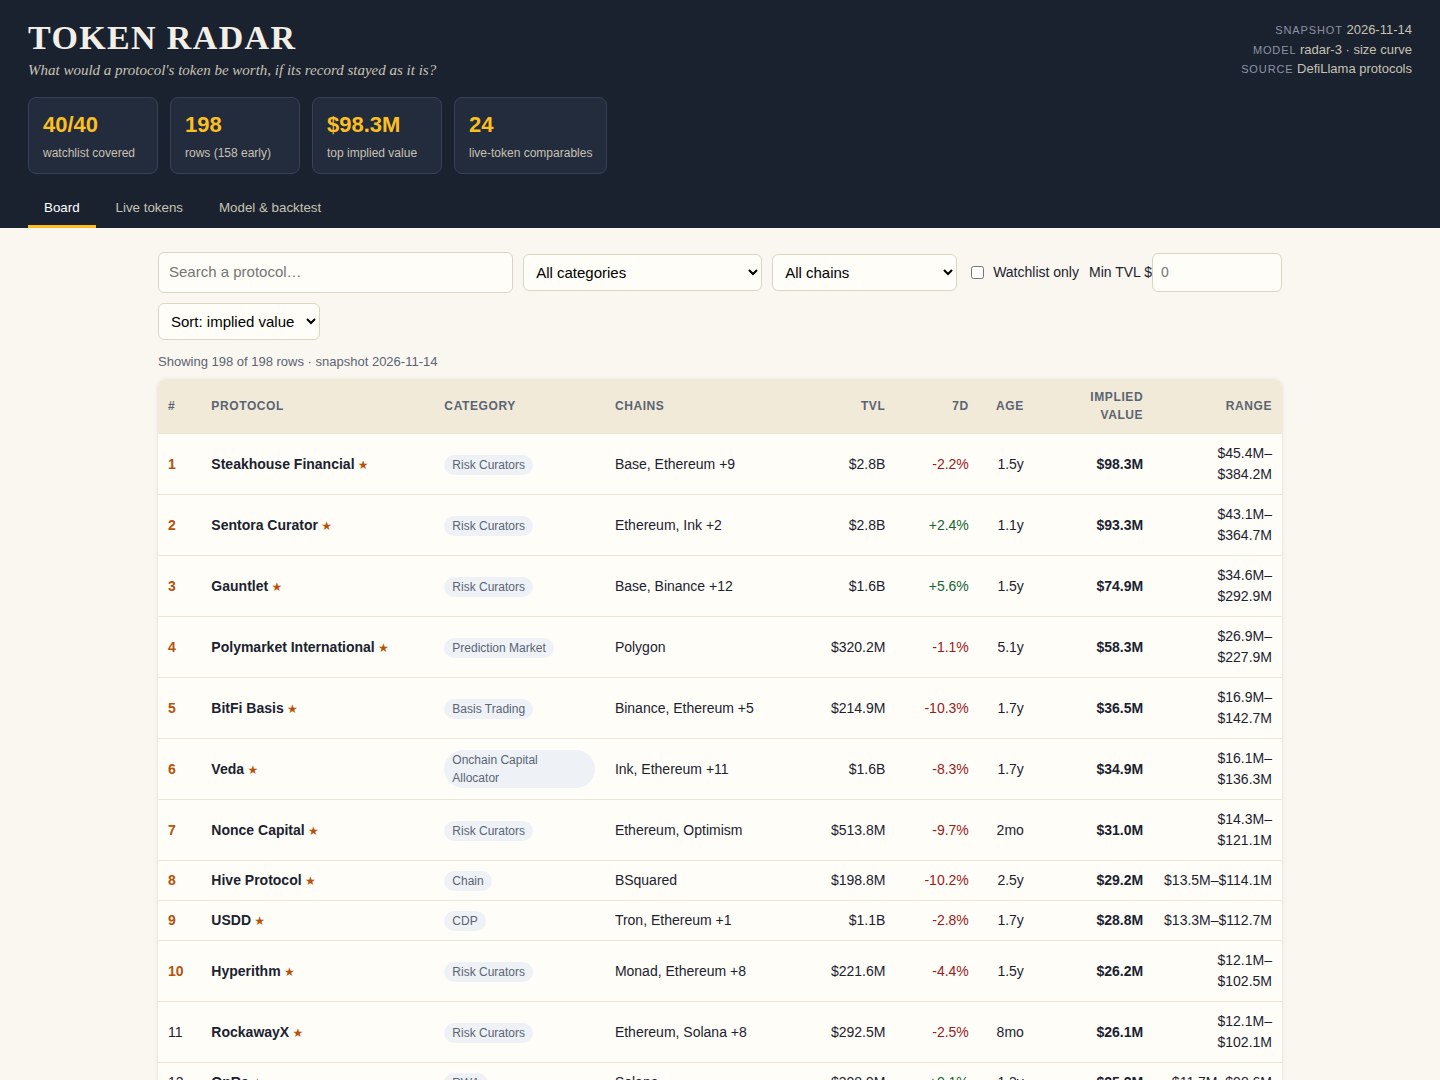 TOKEN RADAR
What would a protocol's token be worth, if its record stayed as it is?
SNAPSHOT 2026-11-14
MODEL radar-3 · size curve
SOURCE DefiLlama protocols
40/40
watchlist covered
198
rows (158 early)
$98.3M
top implied value
24
live-token comparables
Board Live tokens Model & backtest
Search a protocol… All categories All chains Watchlist only Min TVL $ 0
Sort: implied value
Showing 198 of 198 rows · snapshot 2026-11-14
# PROTOCOL CATEGORY CHAINS TVL 7D AGE IMPLIED VALUE RANGE
1 Steakhouse Financial ★ Risk Curators Base, Ethereum +9 $2.8B -2.2% 1.5y $98.3M $45.4M–$384.2M
2 Sentora Curator ★ Risk Curators Ethereum, Ink +2 $2.8B +2.4% 1.1y $93.3M $43.1M–$364.7M
3 Gauntlet ★ Risk Curators Base, Binance +12 $1.6B +5.6% 1.5y $74.9M $34.6M–$292.9M
4 Polymarket International ★ Prediction Market Polygon $320.2M -1.1% 5.1y $58.3M $26.9M–$227.9M
5 BitFi Basis ★ Basis Trading Binance, Ethereum +5 $214.9M -10.3% 1.7y $36.5M $16.9M–$142.7M
6 Veda ★ Onchain Capital Allocator Ink, Ethereum +11 $1.6B -8.3% 1.7y $34.9M $16.1M–$136.3M
7 Nonce Capital ★ Risk Curators Ethereum, Optimism $513.8M -9.7% 2mo $31.0M $14.3M–$121.1M
8 Hive Protocol ★ Chain BSquared $198.8M -10.2% 2.5y $29.2M $13.5M–$114.1M
9 USDD ★ CDP Tron, Ethereum +1 $1.1B -2.8% 1.7y $28.8M $13.3M–$112.7M
10 Hyperithm ★ Risk Curators Monad, Ethereum +8 $221.6M -4.4% 1.5y $26.2M $12.1M–$102.5M
11 RockawayX ★ Risk Curators Ethereum, Solana +8 $292.5M -2.5% 8mo $26.1M $12.1M–$102.1M